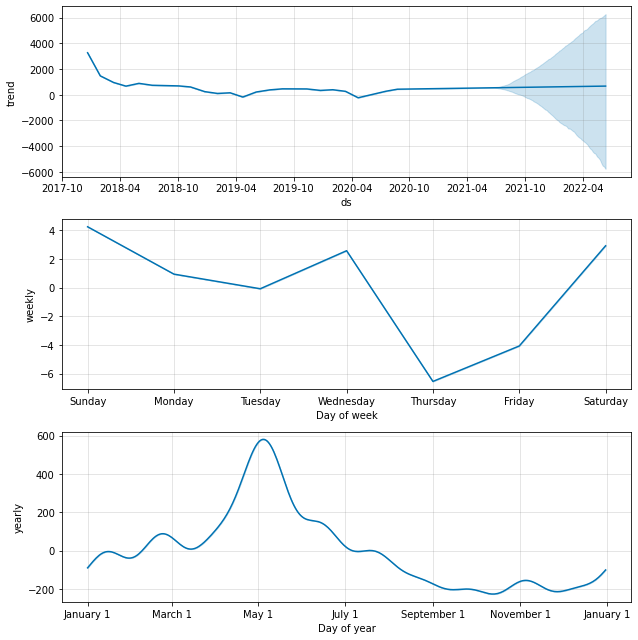 6000
4000
2000
0
−2000
−4000
−6000
trend
2017-10 2018-04 2018-10 2019-04 2019-10 2020-04 2020-10 2021-04 2021-10 2022-04
ds
4
2
0
−2
−4
−6
weekly
Sunday Monday Tuesday Wednesday Thursday Friday Saturday
Day of week
600
400
200
0
−200
yearly
January 1 March 1 May 1 July 1 September 1 November 1 January 1
Day of year